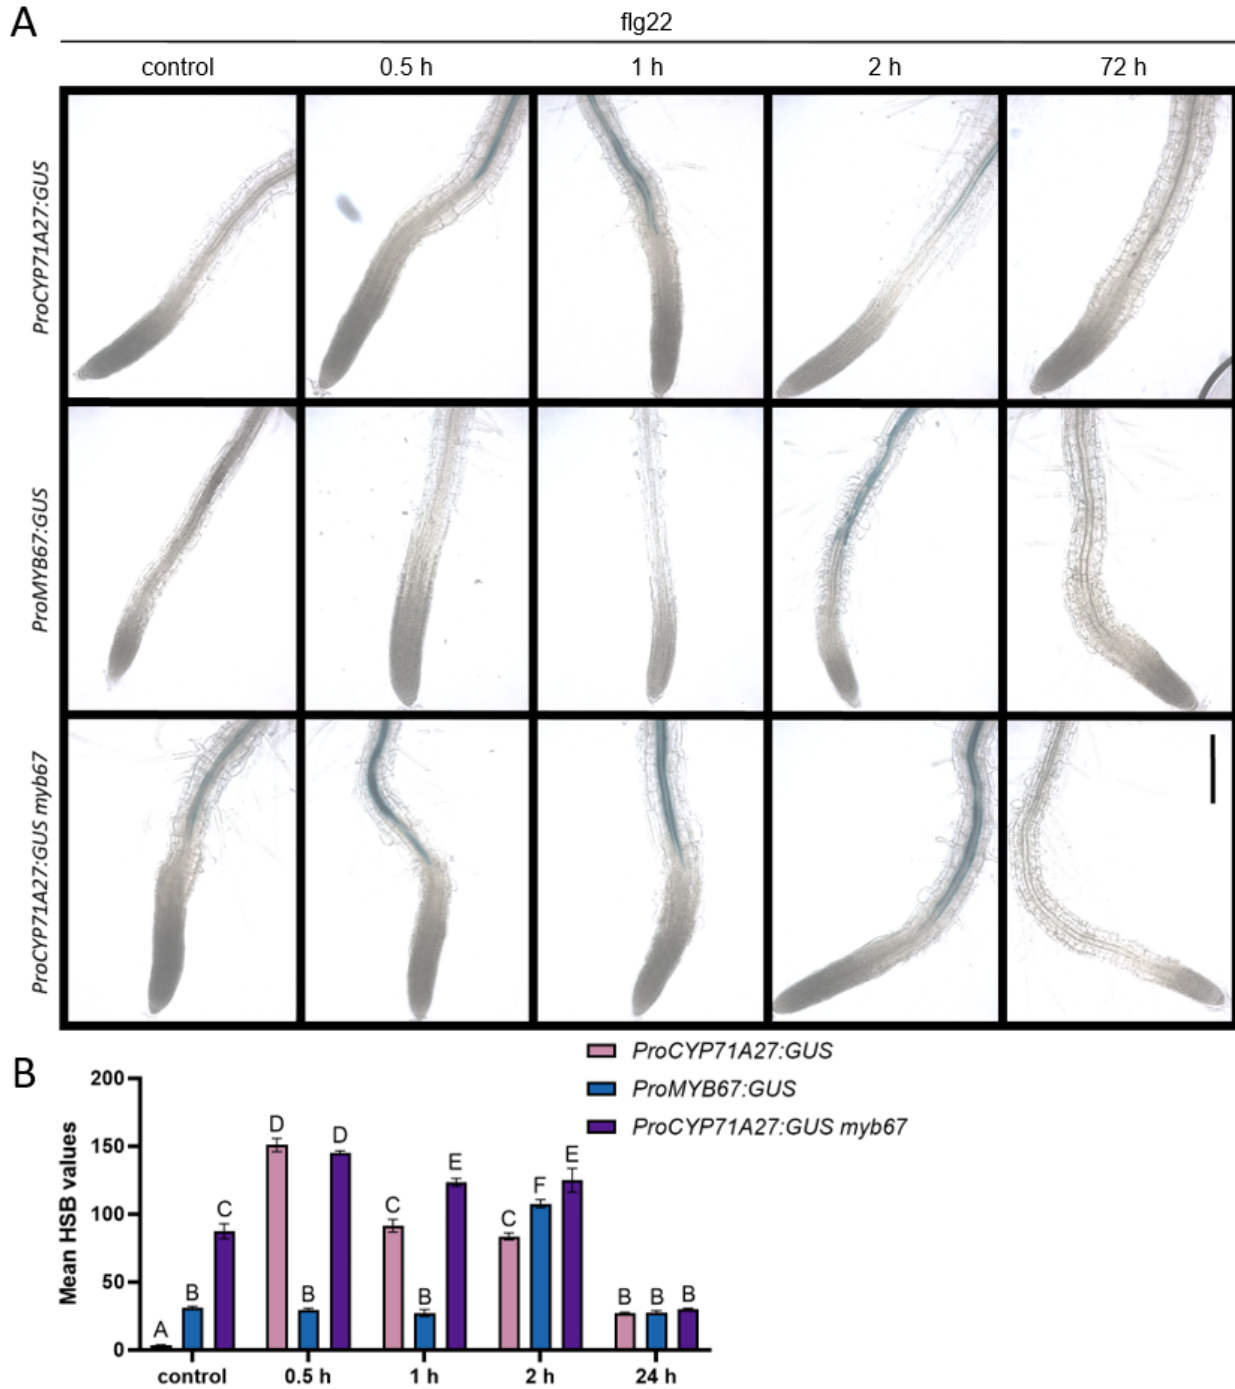 A
flg22
control 0.5 h 1 h 2 h 72 h
ProCYP71A27:GUS
ProMYB67:GUS
ProCYP71A27:GUS myb67
B
ProCYP71A27:GUS
ProMYB67:GUS
ProCYP71A27:GUS myb67
Mean HSB values
200
150
100
50
0
A B C
D B D
C B E
C F E
B B B
control 0.5 h 1 h 2 h 24 h